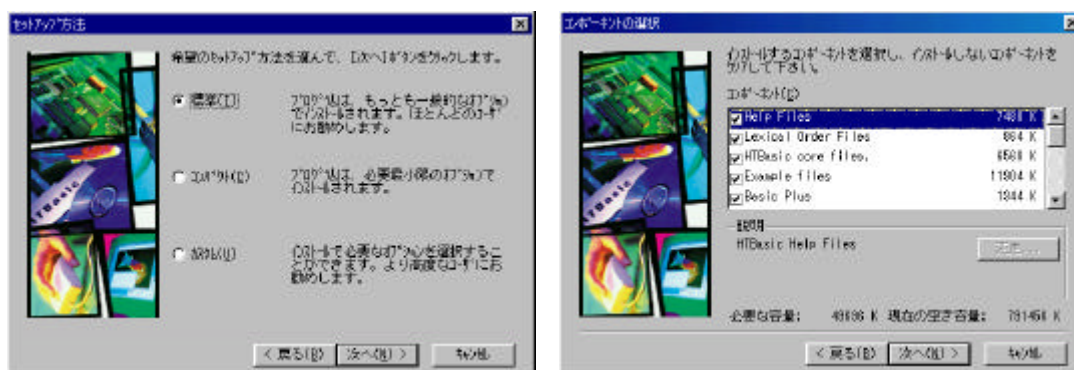 セットアップ方法
希望のセットアップ方法を選んで、[次へ]ボタンをクリックします。
標準(T)
プログラムは、もっとも一般的なオプション
でインストールされます。ほとんどのユーザ
にお勧めします。
コンパクト(C)
プログラムは、必要最小限のオプションで
インストールされます。
カスタム(U)
インストールで必要なオプションを選択するこ
とができます。より高度なユーザにお
勧めします。
HTBasic
< 戻る(B)
次へ(N) >
キャンセル
コンポーネントの選択
インストールするコンポーネントを選択し、インストールしないコンポーネントを
クリアして下さい。
コンポーネント(C)
Help Files 7480 K
Lexical Order Files 864 K
HTBasic core files. 6560 K
Example files 11904 K
Basic Plus 1344 K
説明
HTBasic Help Files
変更...
必要な容量: K 現在の空き容量: K
HTBasic
< 戻る(B)
次へ(N) >
キャンセル